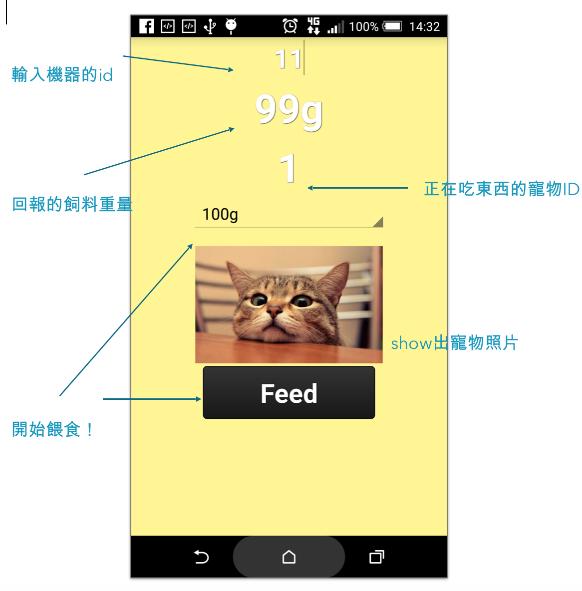 100% 14:32
11
輸入機器的id
99g
1
正在吃東西的寵物ID
回報的飼料重量
100g
show出寵物照片
Feed
開始餵食！
4G